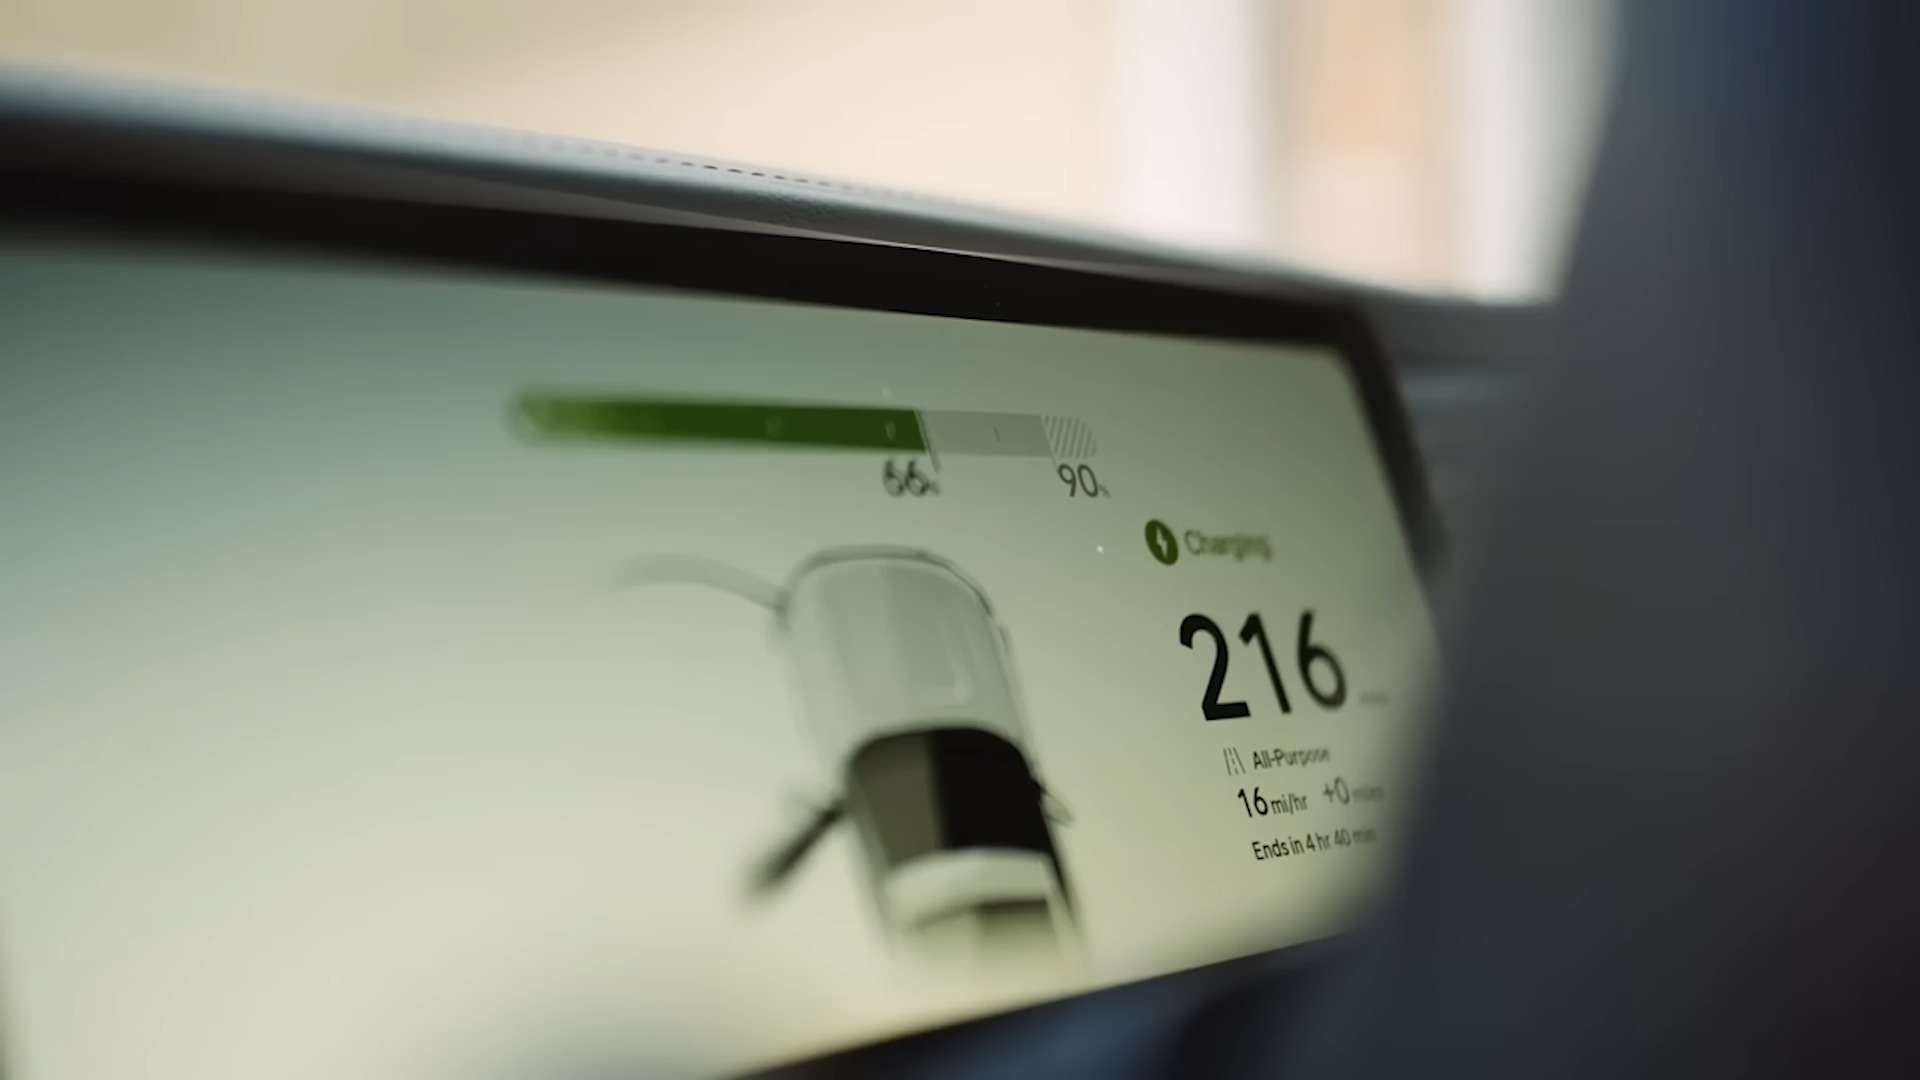 66%
90%
Charging
216
All-Purpose
16 mi/hr +0 miles
Ends in 4 hr 40 min